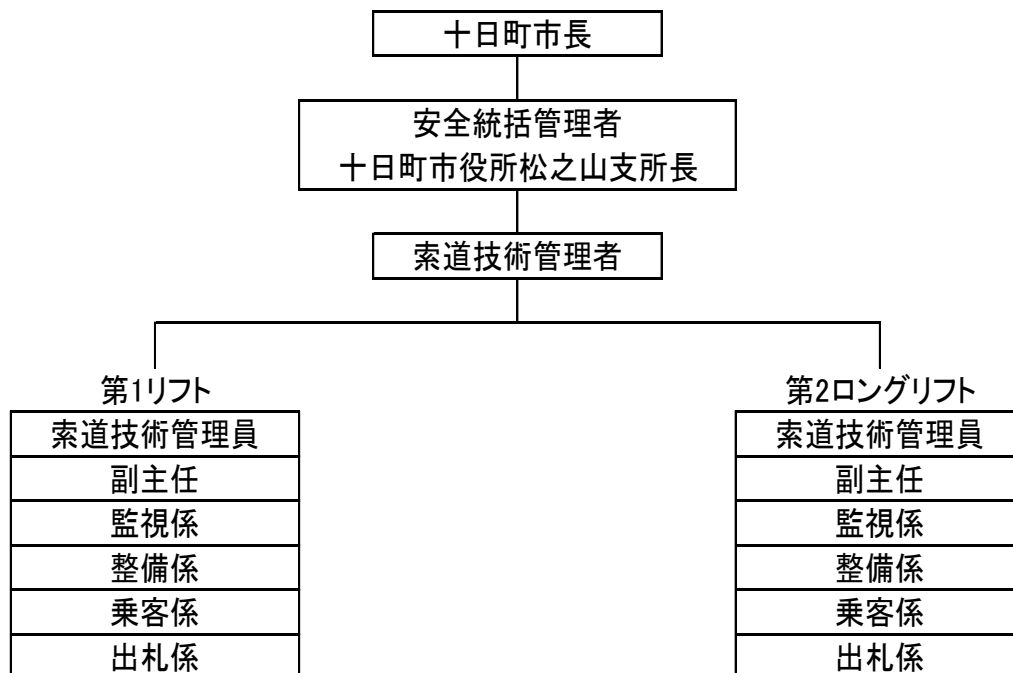 十日町市長
安全統括管理者
十日町市役所松之山支所長
索道技術管理者
第1リフト
索道技術管理員
副主任
監視係
整備係
乗客係
出札係
第2ロングリフト
索道技術管理員
副主任
監視係
整備係
乗客係
出札係